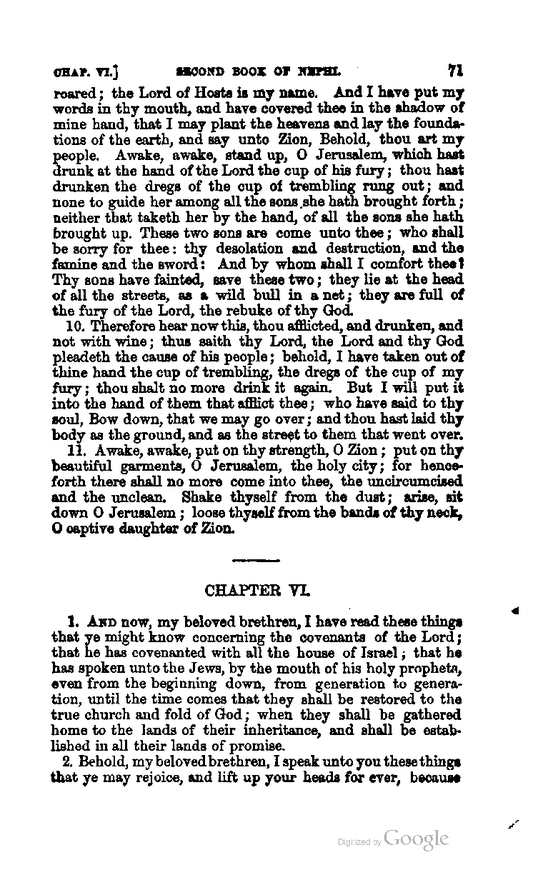 CHAP. VI.] SECOND BOOK OF NEPHI. 71
roared; the Lord of Hosts is my name. And I have put my
words in thy mouth, and have covered thee in the shadow of
mine hand, that I may plant the heavens and lay the founda-
tions of the earth, and say unto Zion, Behold, thou art my
people. Awake, awake, stand up, O Jerusalem, which hast
drunk at the hand of the Lord the cup of his fury; thou hast
drunken the dregs of the cup of trembling rung out; and
none to guide her among all the sons she hath brought forth;
neither that taketh her by the hand, of all the sons she hath
brought up. These two sons are come unto thee; who shall
be sorry for thee: thy desolation and destruction, and the
famine and the sword: And by whom shall I comfort thee?
Thy sons have fainted, save these two; they lie at the head
of all the streets, as a wild bull in a net; they are full of
the fury of the Lord, the rebuke of thy God.
10. Therefore hear now this, thou afflicted, and drunken, and
not with wine; thus saith thy Lord, the Lord and thy God
pleadeth the cause of his people; behold, I have taken out of
thine hand the cup of trembling, the dregs of the cup of my
fury; thou shalt no more drink it again. But I will put it
into the hand of them that afflict thee; who have said to thy
soul, Bow down, that we may go over; and thou hast laid thy
body as the ground, and as the street to them that went over.
11. Awake, awake, put on thy strength, O Zion; put on thy
beautiful garments, O Jerusalem, the holy city; for hence-
forth there shall no more come into thee, the uncircumcised
and the unclean. Shake thyself from the dust; arise, sit
down O Jerusalem; loose thyself from the bands of thy neck,
O captive daughter of Zion.
CHAPTER VI.
1. AND now, my beloved brethren, I have read these things
that ye might know concerning the covenants of the Lord;
that he has covenanted with all the house of Israel; that he
has spoken unto the Jews, by the mouth of his holy prophets,
even from the beginning down, from generation to genera-
tion, until the time comes that they shall be restored to the
true church and fold of God; when they shall be gathered
home to the lands of their inheritance, and shall be estab-
lished in all their lands of promise.
2. Behold, my beloved brethren, I speak unto you these things
that ye may rejoice, and lift up your heads for ever, because
Digitized by Google